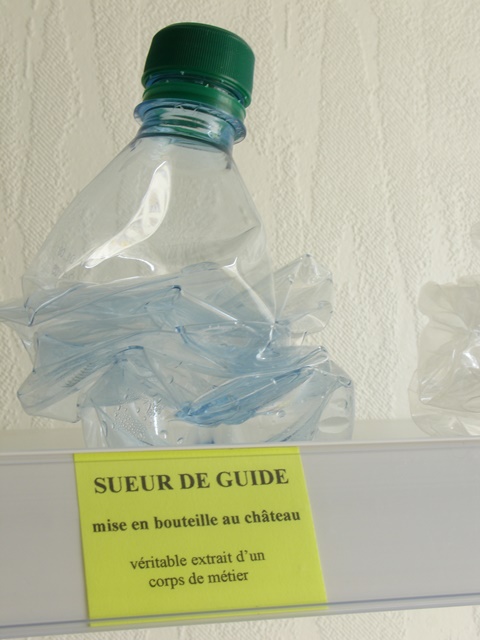 SUEUR DE GUIDE
mise en bouteille au château
véritable extrait d'un
corps de métier